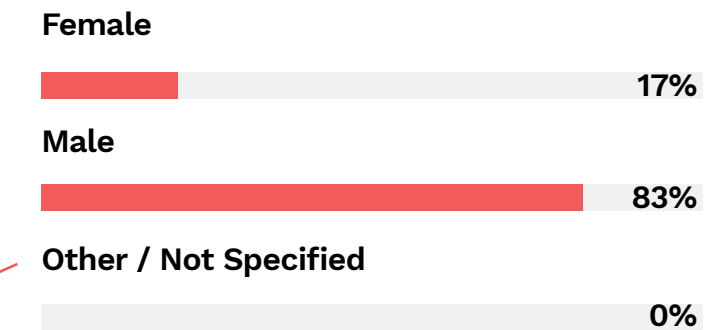 Female
17%
Male
83%
Other / Not Specified
0%